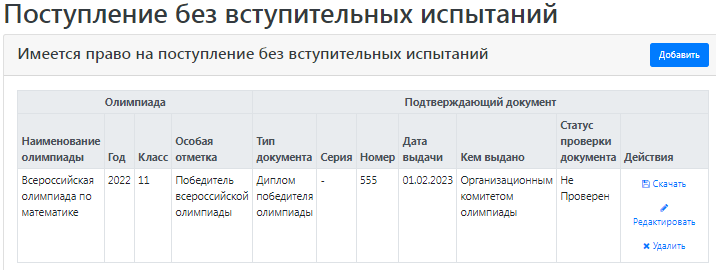 Поступление без вступительных испытаний
Имеется право на поступление без вступительных испытаний
Добавить
Олимпиада Подтверждающий документ
Наименование олимпиады Год Класс Особая отметка Тип документа Серия Номер Дата выдачи Кем выдано Статус проверки документа Действия
Всероссийская олимпиада по математике 2022 11 Победитель всероссийской олимпиады Диплом победителя олимпиады - 555 01.02.2023 Организационным комитетом олимпиады Не Проверен
Скачать
Редактировать
Удалить